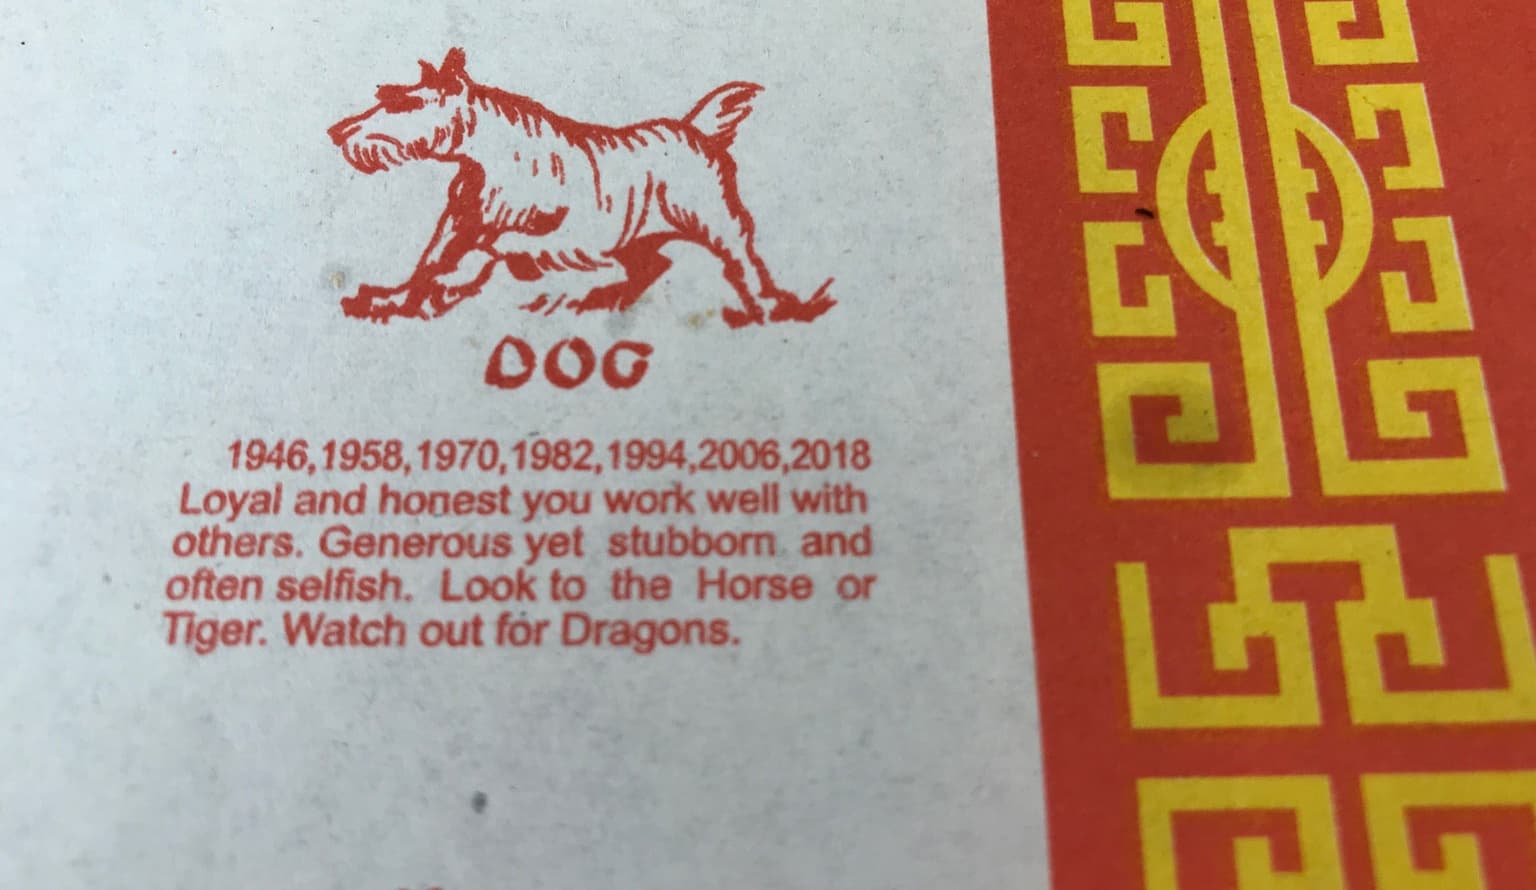 DOG
1946,1958,1970,1982,1994,2006,2018
Loyal and honest you work well with
others. Generous yet stubborn and
often selfish. Look to the Horse or
Tiger. Watch out for Dragons.